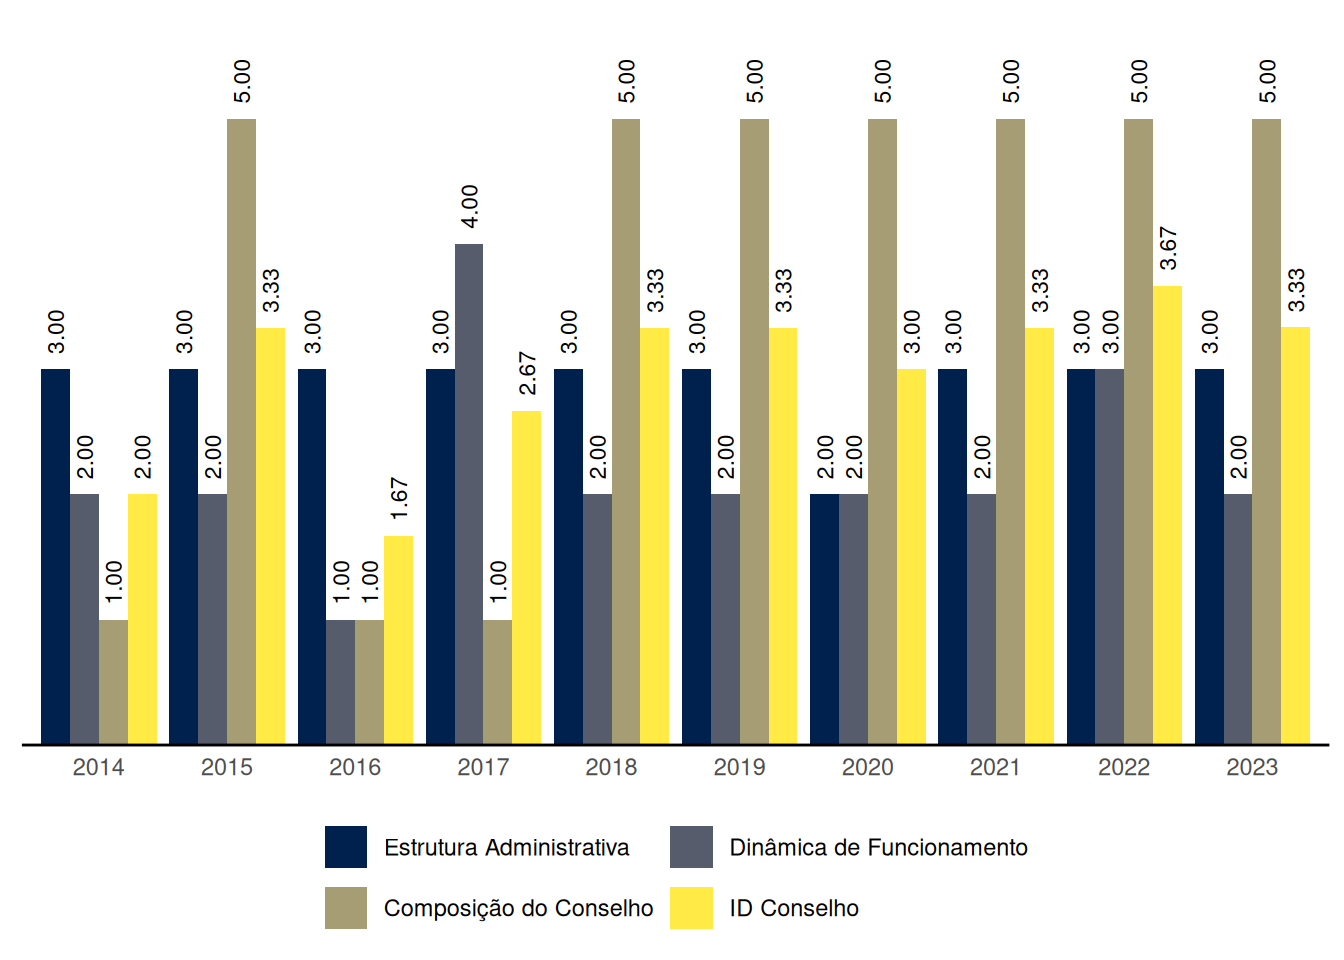 3.00 2.00 1.00 2.00
3.00 2.00 5.00 3.33
3.00 1.00 1.00 1.67
3.00 4.00 1.00 2.67
3.00 2.00 5.00 3.33
3.00 2.00 5.00 3.33
2.00 2.00 5.00 3.00
3.00 2.00 5.00 3.33
3.00 3.00 5.00 3.67
3.00 2.00 5.00 3.33
2014 2015 2016 2017 2018 2019 2020 2021 2022 2023
Estrutura Administrativa Dinâmica de Funcionamento
Composição do Conselho ID Conselho